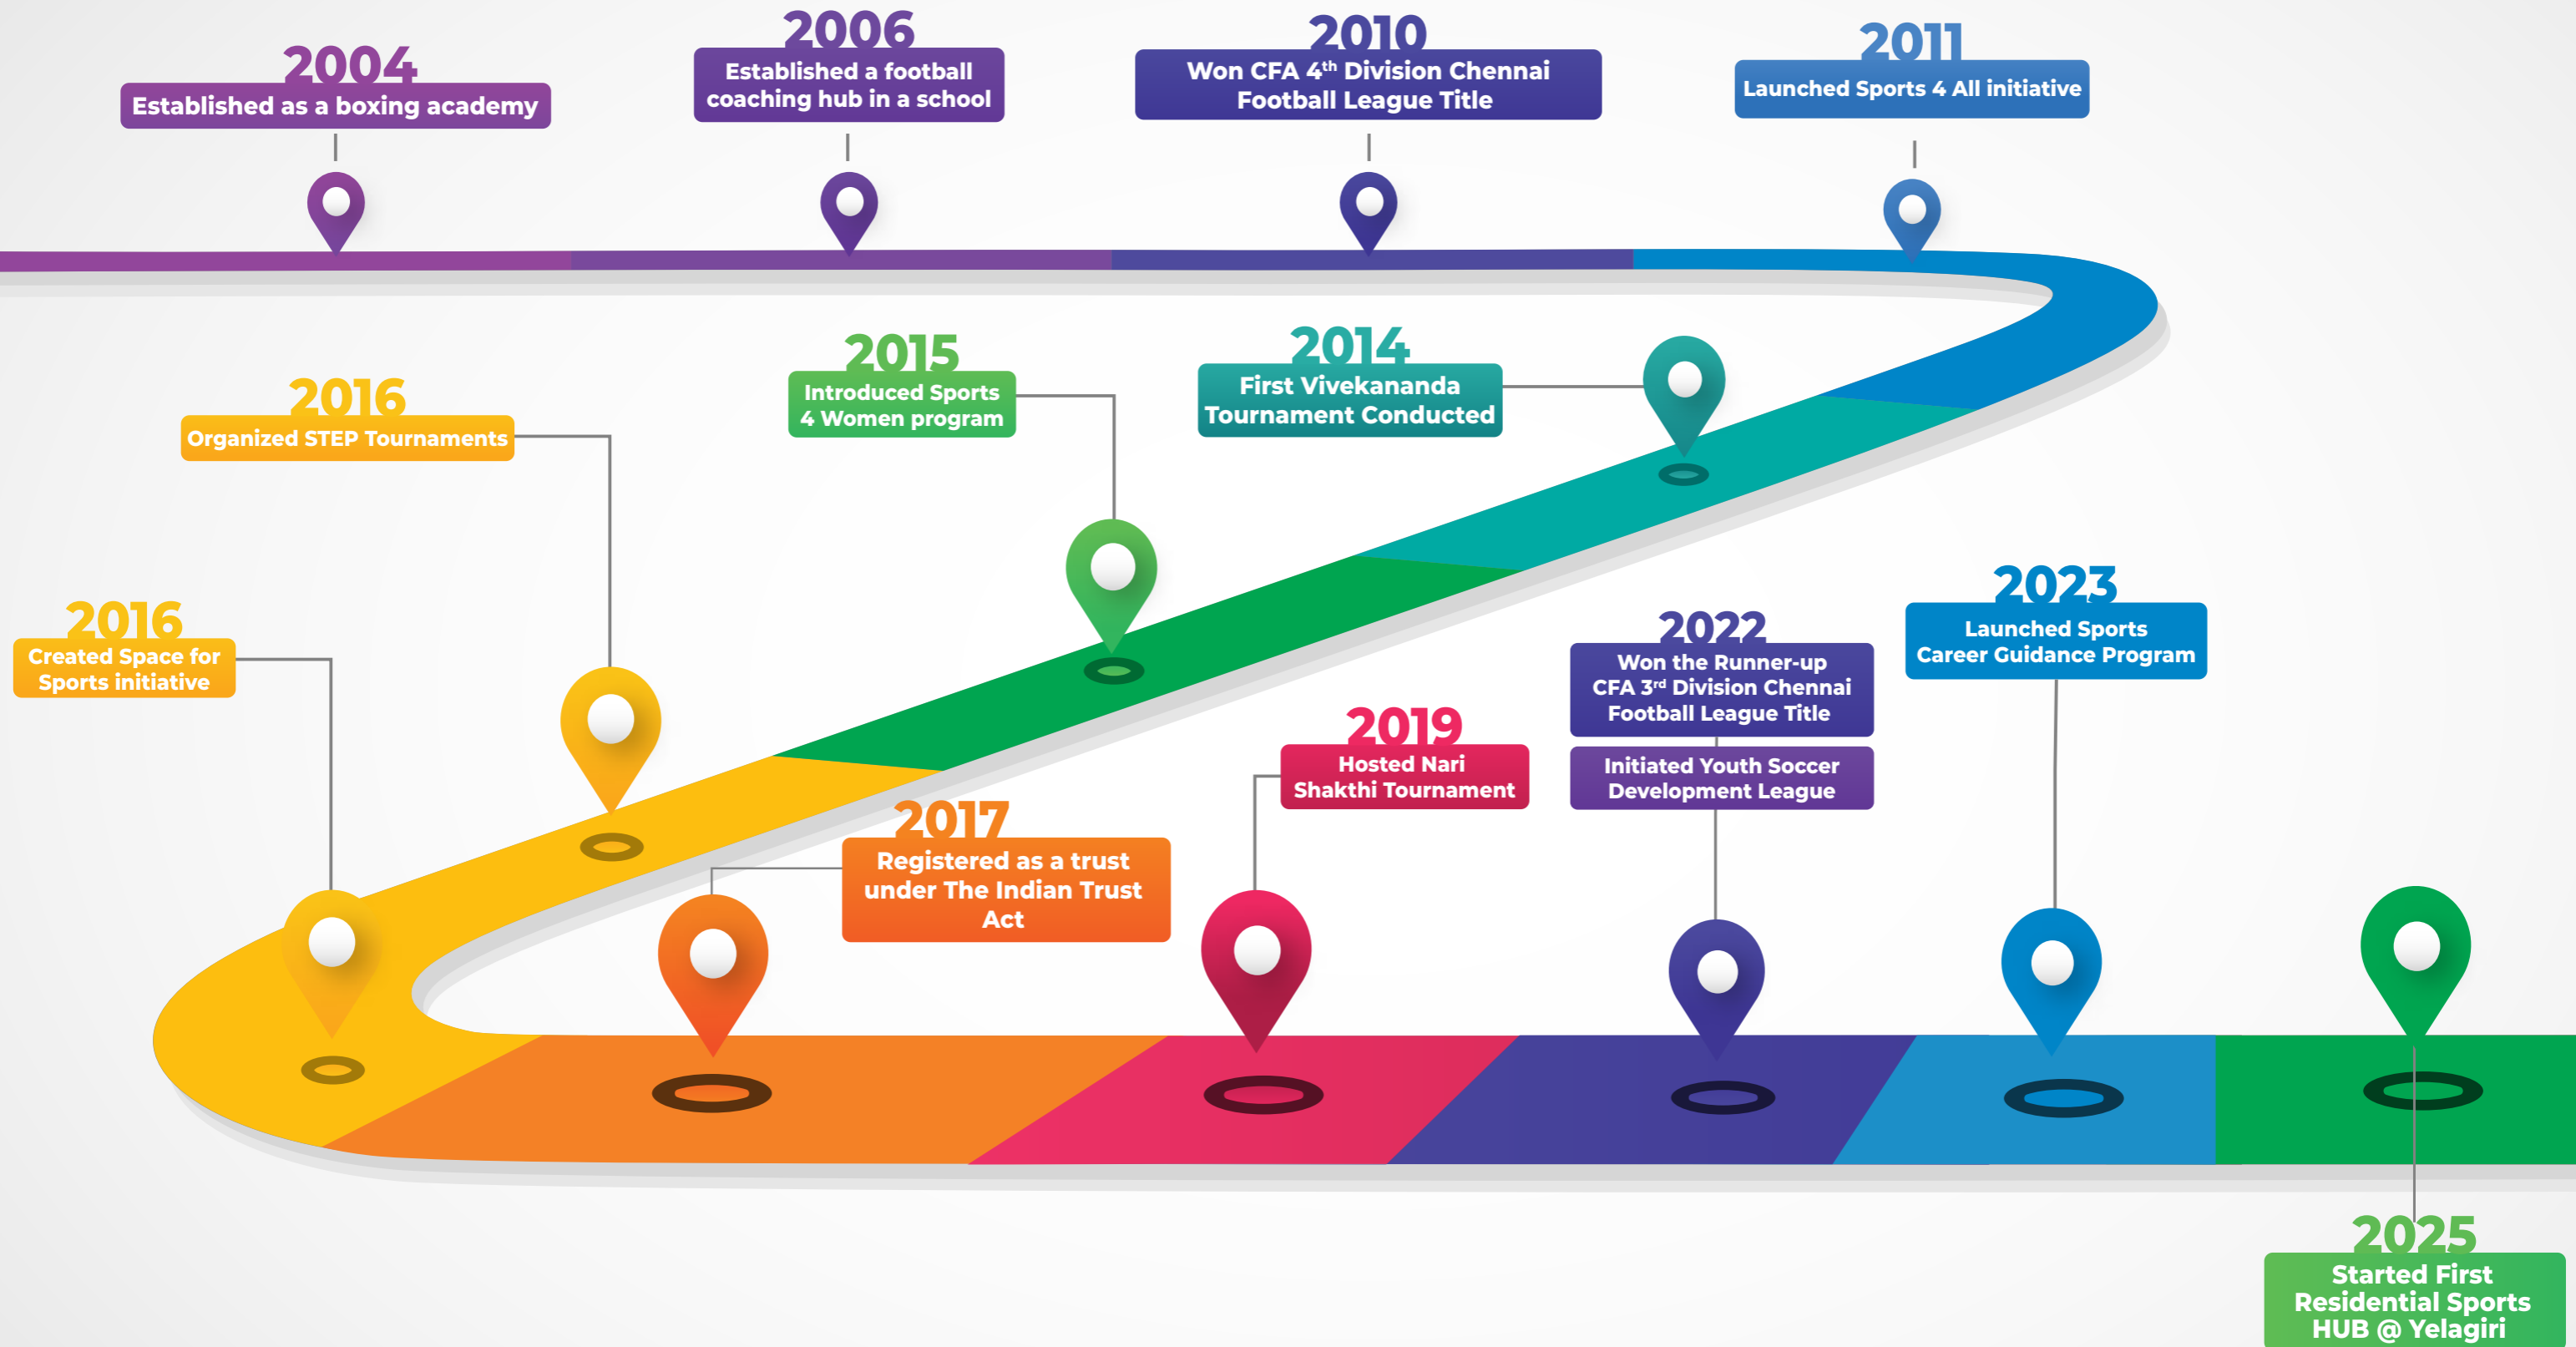 2004
Established as a boxing academy
2006
Established a football
coaching hub in a school
2010
Won CFA 4th Division Chennai
Football League Title
2011
Launched Sports 4 All initiative
2014
First Vivekananda
Tournament Conducted
2015
Introduced Sports
4 Women program
2016
Organized STEP Tournaments
2016
Created Space for
Sports initiative
2017
Registered as a trust
under The Indian Trust
Act
2019
Hosted Nari
Shakthi Tournament
2022
Won the Runner-up
CFA 3rd Division Chennai
Football League Title
Initiated Youth Soccer
Development League
2023
Launched Sports
Career Guidance Program
2025
Started First
Residential Sports
HUB @ Yelagiri